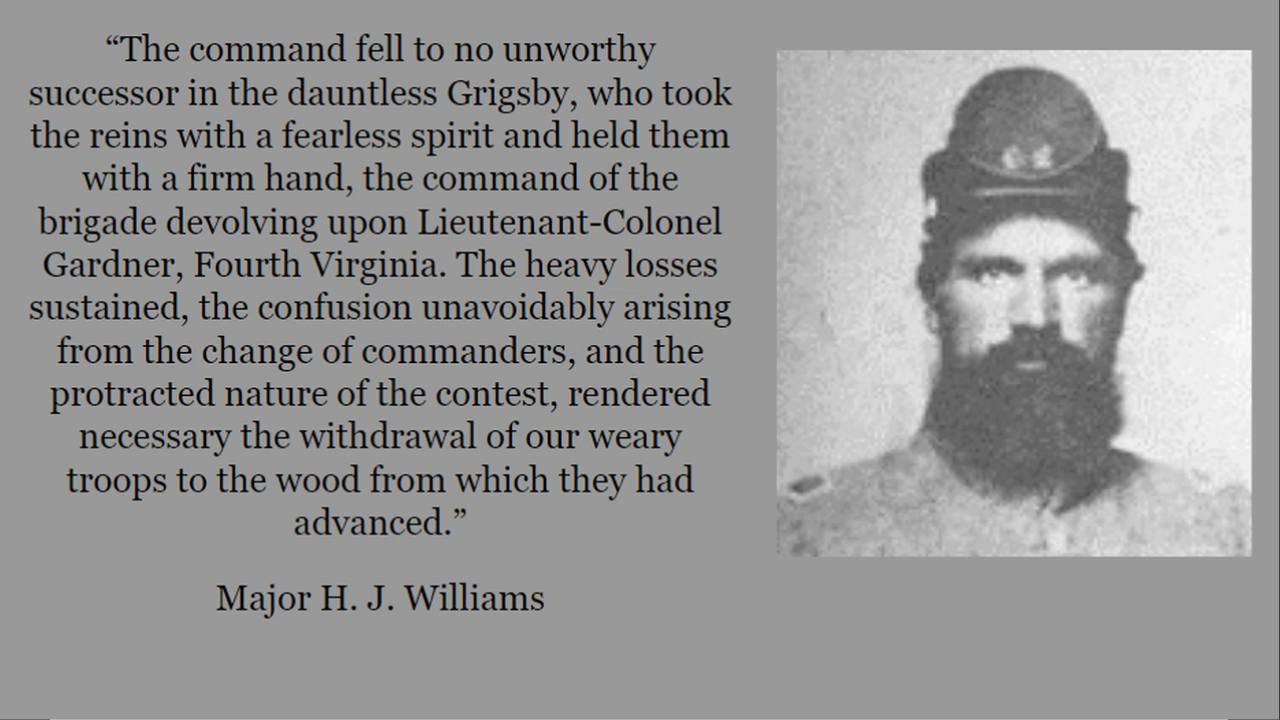 “The command fell to no unworthy
successor in the dauntless Grigsby, who took
the reins with a fearless spirit and held them
with a firm hand, the command of the
brigade devolving upon Lieutenant-Colonel
Gardner, Fourth Virginia. The heavy losses
sustained, the confusion unavoidably arising
from the change of commanders, and the
protracted nature of the contest, rendered
necessary the withdrawal of our weary
troops to the wood from which they had
advanced.”
Major H. J. Williams